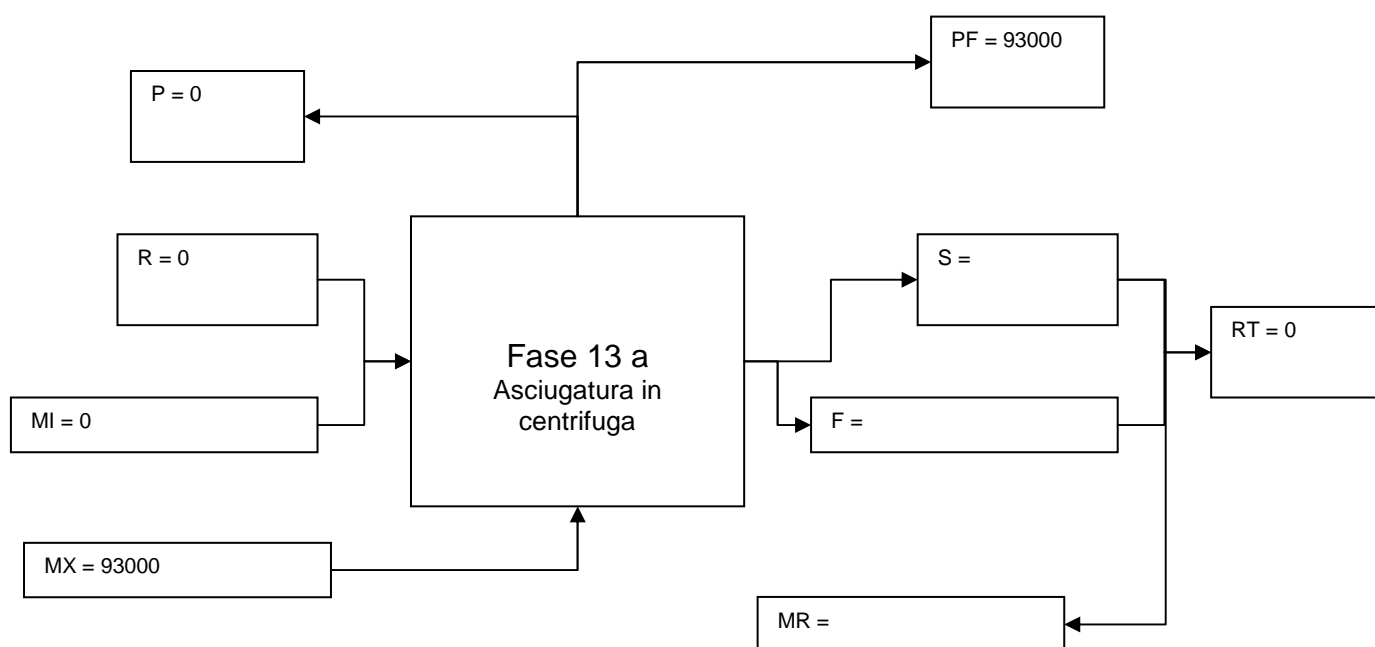 PF = 93000
P = 0
R = 0
S =
RT = 0
Fase 13 a
Asciugatura in
centrifuga
MI = 0
F =
MX = 93000
MR =